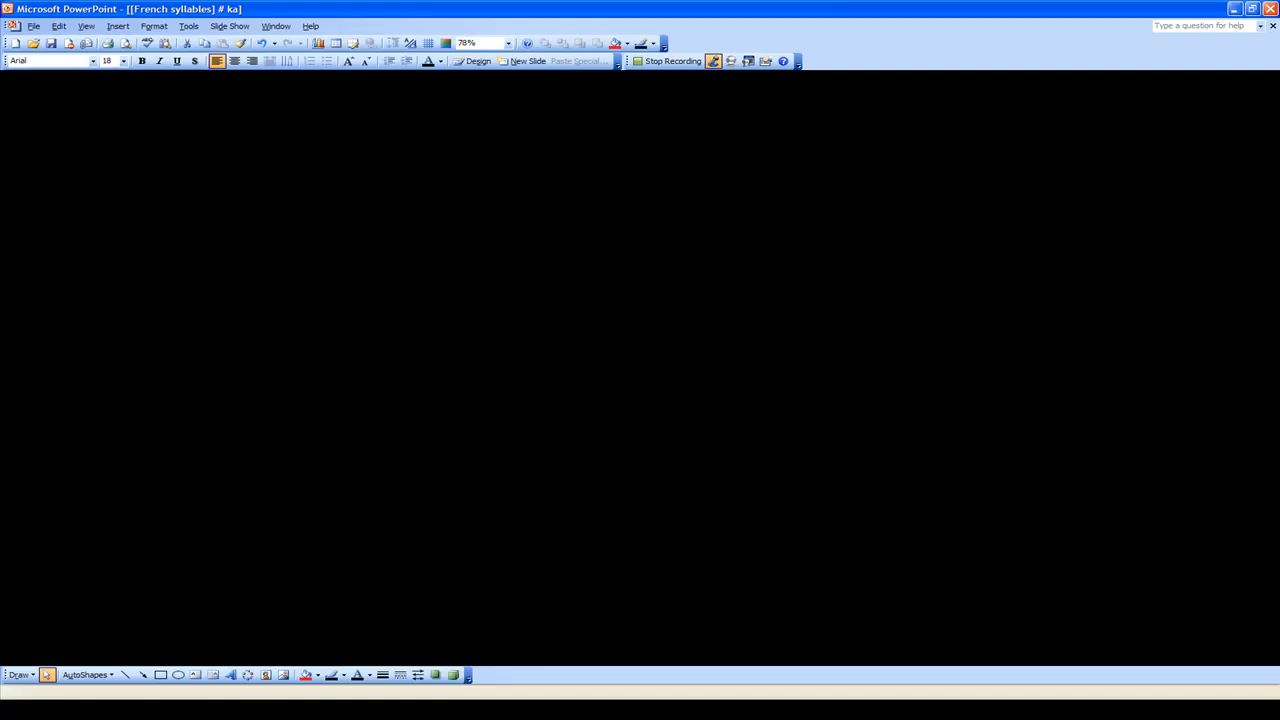 Microsoft PowerPoint - [[French syllables] # ka]
File Edit View Insert Format Tools Slide Show Window Help Type a question for help
78%
Arial 18 B I U S A A A Design New Slide Paste Special... Stop Recording
Draw AutoShapes A